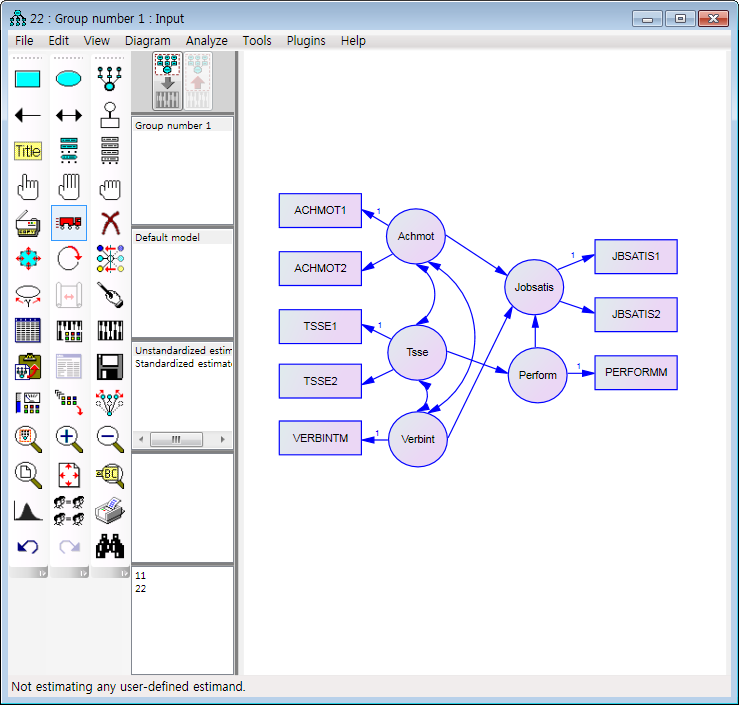 22 : Group number 1 : Input
File Edit View Diagram Analyze Tools Plugins Help
Title
Group number 1
Default model
Unstandardized estim
Standardized estimate
11
22
ACHMOT1
1
Achmot
ACHMOT2
TSSE1
1
Tsse
TSSE2
VERBINTM
1
Verbint
1
JBSATIS1
Jobsatis
JBSATIS2
Perform
1
PERFORMM
Not estimating any user-defined estimand.